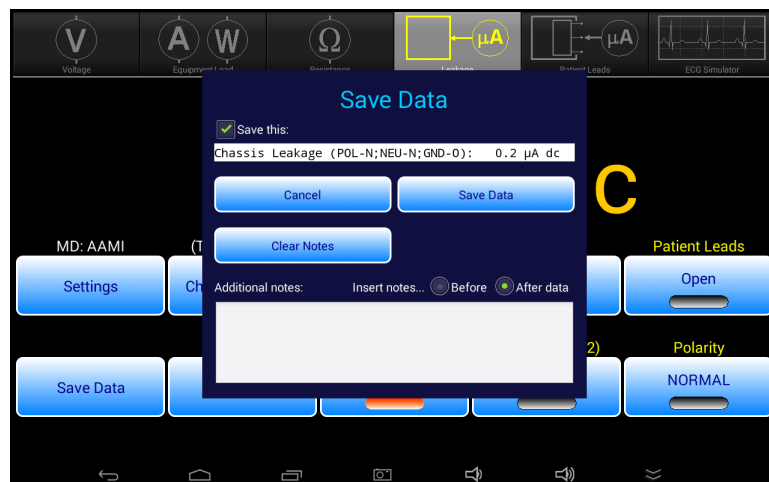 V
A W
Ω
µA
µA
Voltage
Equipment Load
Resistance
Leakage
Patient Leads
ECG Simulator
Save Data
Save this:
Chassis Leakage (POL-N;NEU-N;GND-O): 0.2 µA dc
Cancel
Save Data
C
MD: AAMI
(T
Clear Notes
Patient Leads
Settings
Ch
Additional notes:
Insert notes...
Before
After data
Open
2)
Polarity
Save Data
NORMAL